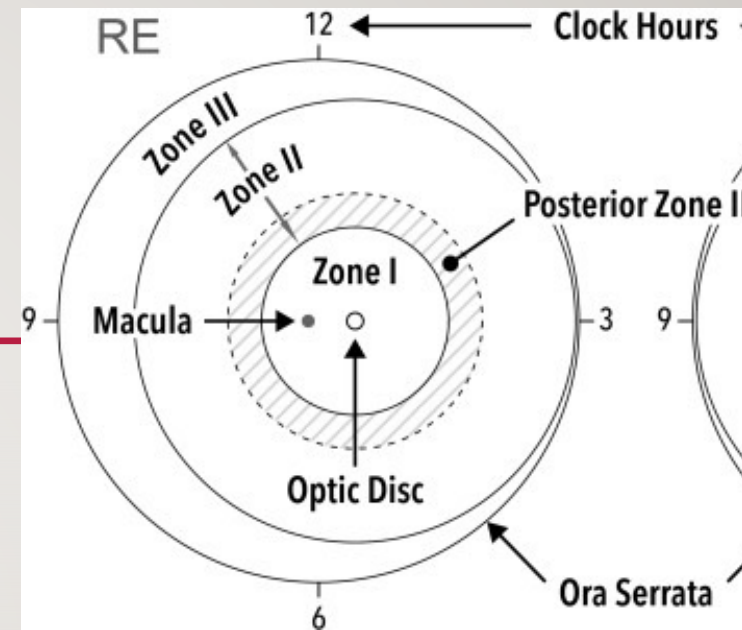 RE
12
Clock Hours
Zone III
Zone II
Posterior Zone
Zone I
9
Macula
3
9
Optic Disc
Ora Serrata
6